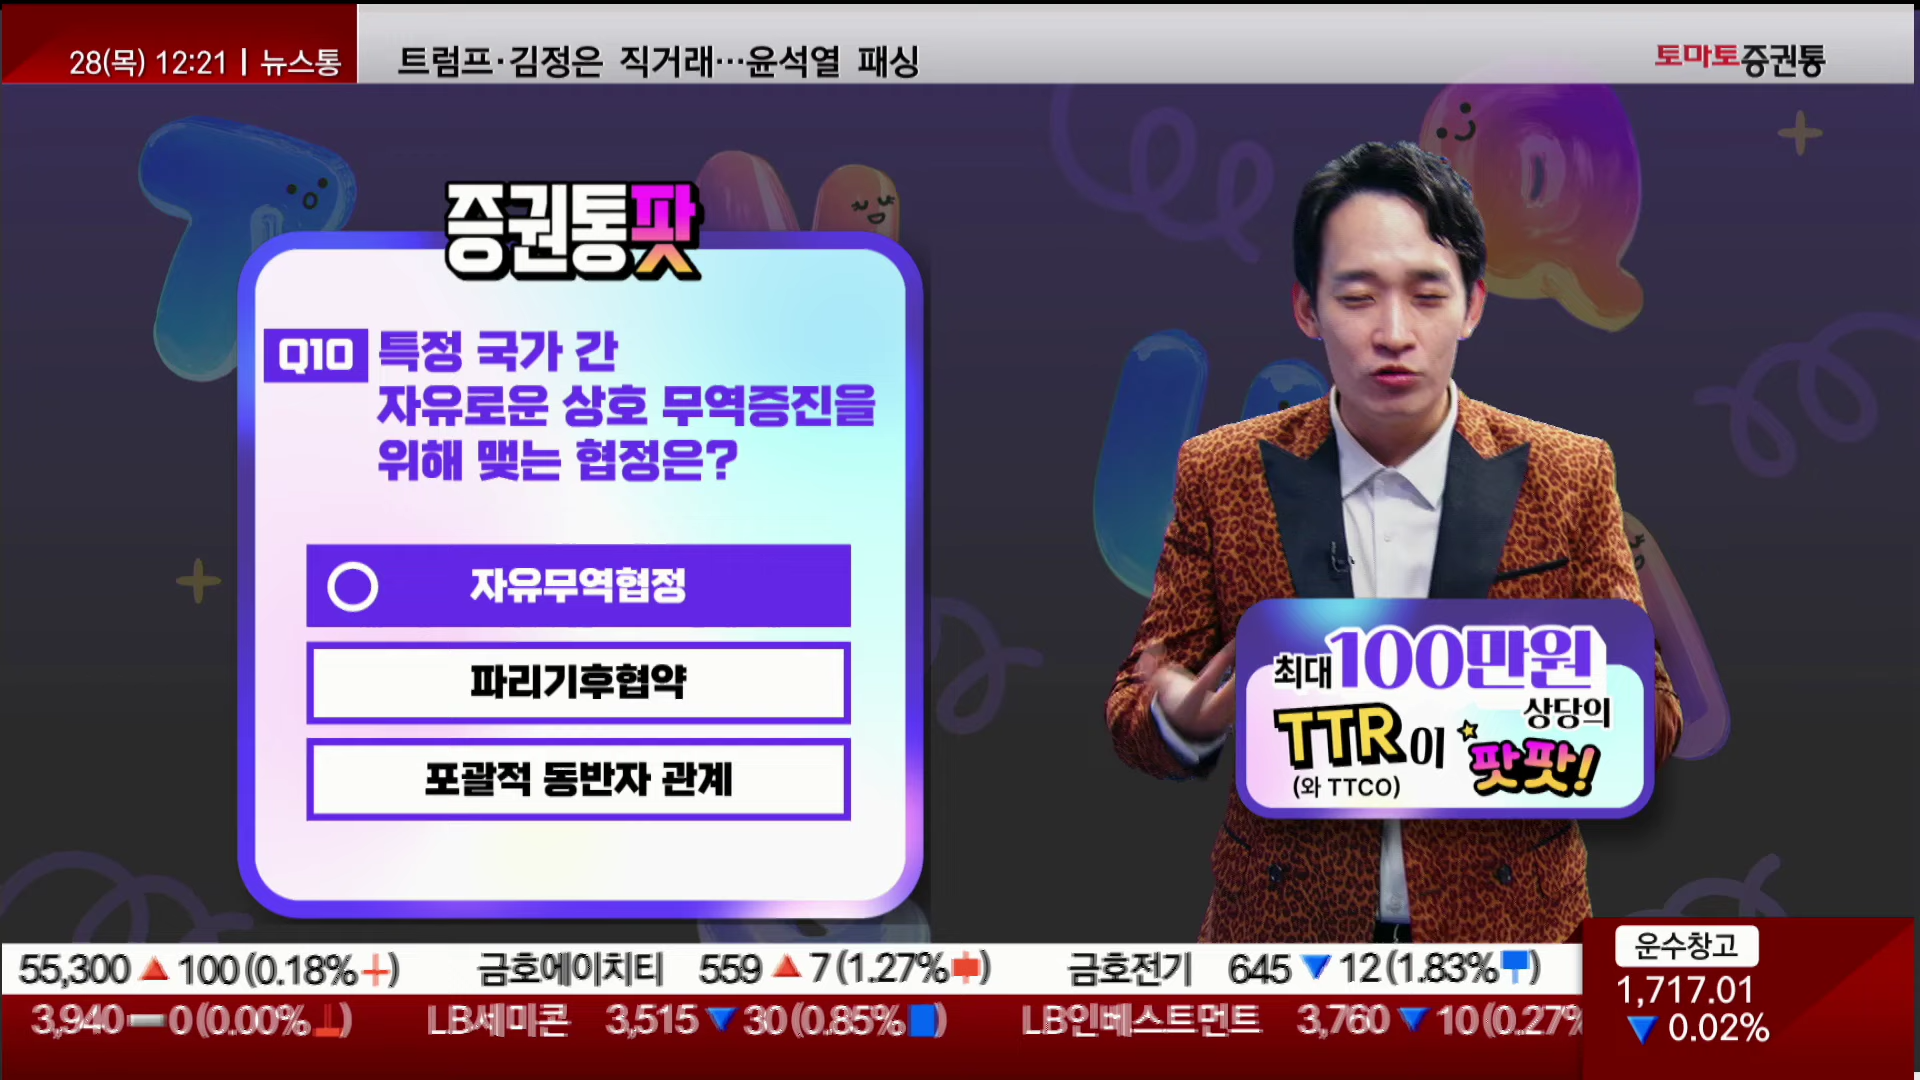 28(목) 12:21 | 뉴스통
트럼프·김정은 직거래…윤석열 패싱
토마토증권통
증권통팟
Q10 특정 국가 간
자유로운 상호 무역증진을
위해 맺는 협정은?
자유무역협정
파리기후협약
포괄적 동반자 관계
최대 100만원
상당의
TTR이 팟팟!
(와 TTCO)
55,300 ▲ 100 (0.18%) 금호에이치티 559 ▲ 7 (1.27%) 금호전기 645 ▼ 12 (1.83%)
3,940 0 (0.00%) LB세미콘 3,515 ▼ 30 (0.85%) LB인베스트먼트 3,760 ▼ 10 (0.27%
운수창고
1,717.01
▼ 0.02%